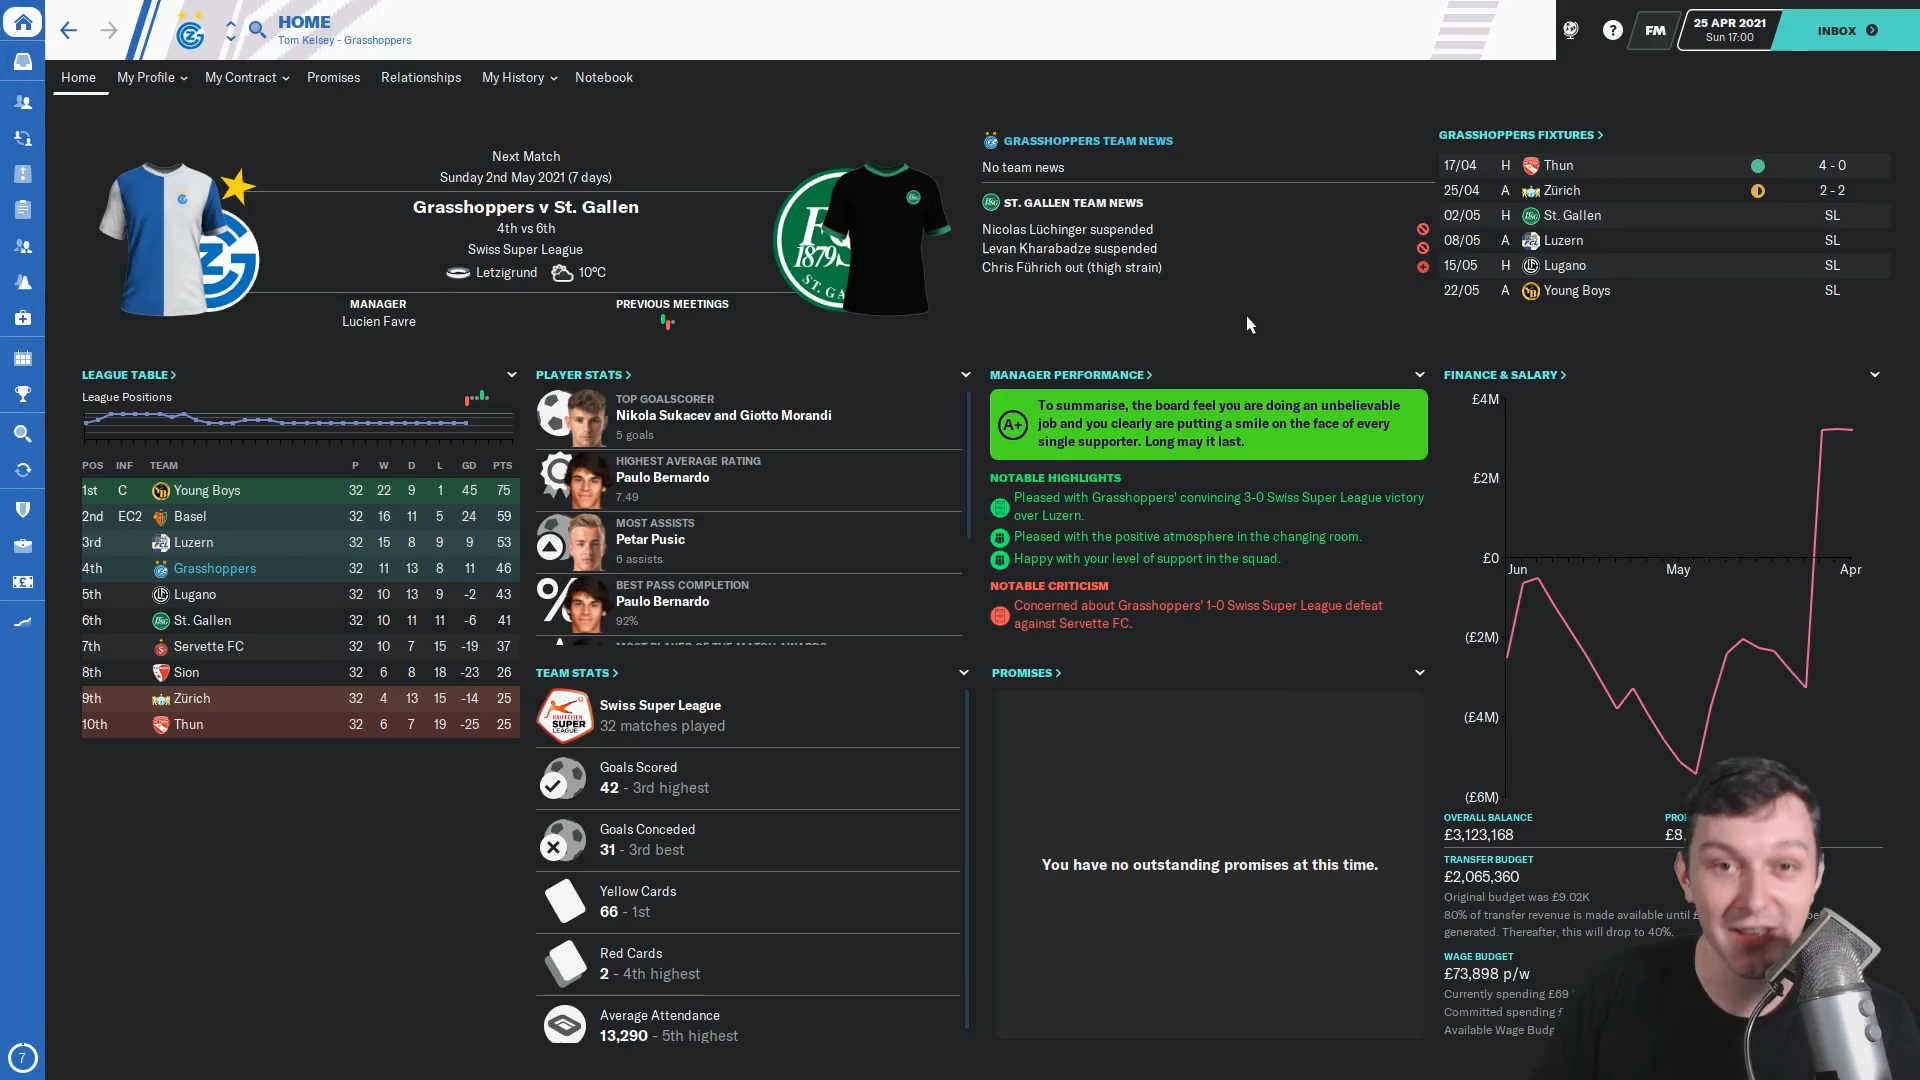 HOME
Tom Kelsey - Grasshoppers
FM
25 APR 2021
Sun 17:00
INBOX
Home
My Profile
My Contract
Promises
Relationships
My History
Notebook
Next Match
Sunday 2nd May 2021 (7 days)
Grasshoppers v St. Gallen
4th vs 6th
Swiss Super League
Letzigrund
10ºC
MANAGER
Lucien Favre
PREVIOUS MEETINGS
1879
GRASSHOPPERS TEAM NEWS
No team news
ST. GALLEN TEAM NEWS
Nicolas Lüchinger suspended
Levan Kharabadze suspended
Chris Führich out (thigh strain)
GRASSHOPPERS FIXTURES
17/04 H Thun 4 - 0
25/04 A Zürich 2 - 2
02/05 H St. Gallen SL
08/05 A Luzern SL
15/05 H Lugano SL
22/05 A Young Boys SL
LEAGUE TABLE
League Positions
POS INF TEAM P W D L GD PTS
1st C Young Boys 32 22 9 1 45 75
2nd EC2 Basel 32 16 11 5 24 59
3rd Luzern 32 15 8 9 9 53
4th Grasshoppers 32 11 13 8 11 46
5th Lugano 32 10 13 9 -2 43
6th St. Gallen 32 10 11 11 -6 41
7th Servette FC 32 10 7 15 -19 37
8th Sion 32 6 8 18 -23 26
9th Zürich 32 4 13 15 -14 25
10th Thun 32 6 7 19 -25 25
PLAYER STATS
TOP GOALSCORER
Nikola Sukacev and Giotto Morandi
5 goals
HIGHEST AVERAGE RATING
Paulo Bernardo
7.49
MOST ASSISTS
Petar Pusic
6 assists
BEST PASS COMPLETION
Paulo Bernardo
92%
TEAM STATS
Swiss Super League
32 matches played
Goals Scored
42 - 3rd highest
Goals Conceded
31 - 3rd best
Yellow Cards
66 - 1st
Red Cards
2 - 4th highest
Average Attendance
13,290 - 5th highest
MANAGER PERFORMANCE
A+
To summarise, the board feel you are doing an unbelievable
job and you clearly are putting a smile on the face of every
single supporter. Long may it last.
NOTABLE HIGHLIGHTS
Pleased with Grasshoppers' convincing 3-0 Swiss Super League victory
over Luzern.
Pleased with the positive atmosphere in the changing room.
Happy with your level of support in the squad.
NOTABLE CRITICISM
Concerned about Grasshoppers' 1-0 Swiss Super League defeat
against Servette FC.
PROMISES
You have no outstanding promises at this time.
FINANCE & SALARY
£4M
£2M
£0
(£2M)
(£4M)
(£6M)
Jun May Apr
OVERALL BALANCE
£3,123,168
£8,
TRANSFER BUDGET
£2,065,360
Original budget was £9.02K
80% of transfer revenue is made available until
generated. Thereafter, this will drop to 40%.
WAGE BUDGET
£73,898 p/w
Currently spending £69
Committed spending
Available Wage
7